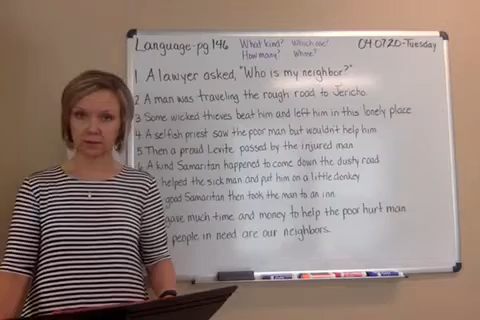 Language-pg 146 What kind? Which one? 04.07.20-Tuesday
How many? Whose?
1. A lawyer asked, "Who is my neighbor?"
2 A man was traveling the rough road to Jericho.
3. Some wicked thieves beat him and left him in this lonely place
4. A selfish priest saw the poor man but wouldn't help him
5. Then a proud Levite passed by the injured man
6. A kind Samaritan happened to come down the dusty road
helped the sick man and put him on a little donkey
good Samaritan then took the man to an inn.
gave much time and money to help the poor hurt man
people in need are our neighbors.